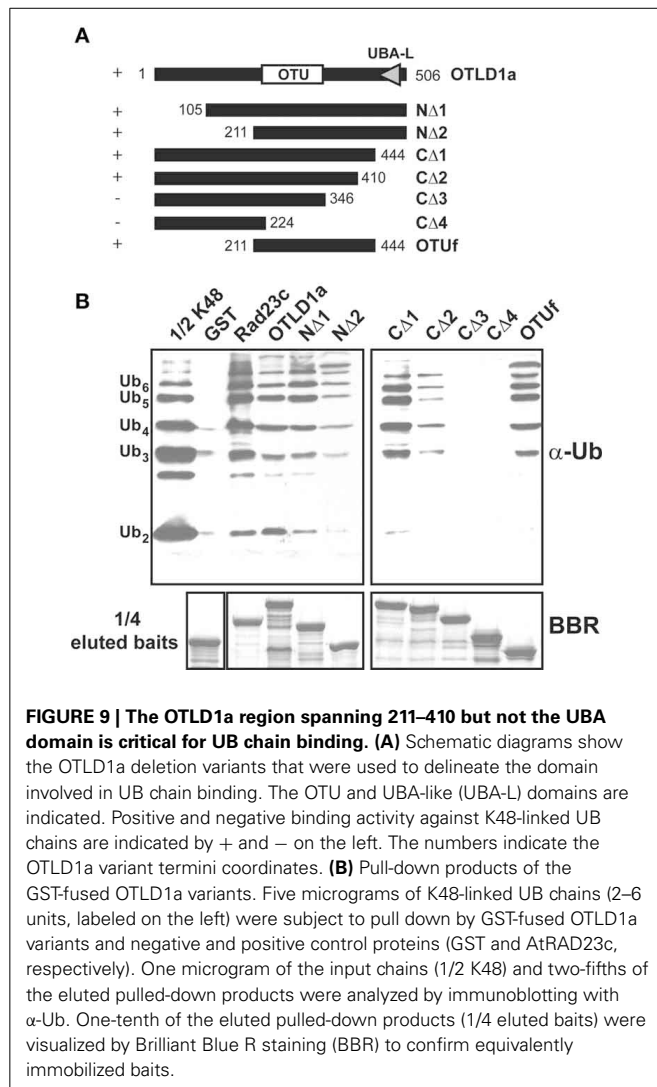 A
UBA-L
+ 1 OTU 506 OTLD1a
+ 105 NΔ1
+ 211 NΔ2
+ 444 CΔ1
+ 410 CΔ2
- 346 CΔ3
- 224 CΔ4
+ 211 444 OTUf
B
1/2 K48 GST Rad23c OTLD1a NΔ1 NΔ2 CΔ1 CΔ2 CΔ3 CΔ4 OTUf
Ub6
Ub5
Ub4
Ub3
α-Ub
Ub2
1/4
eluted baits
BBR
FIGURE 9 | The OTLD1a region spanning 211–410 but not the UBA
domain is critical for UB chain binding. (A) Schematic diagrams show
the OTLD1a deletion variants that were used to delineate the domain
involved in UB chain binding. The OTU and UBA-like (UBA-L) domains are
indicated. Positive and negative binding activity against K48-linked UB
chains are indicated by + and − on the left. The numbers indicate the
OTLD1a variant termini coordinates. (B) Pull-down products of the
GST-fused OTLD1a variants. Five micrograms of K48-linked UB chains (2–6
units, labeled on the left) were subject to pull down by GST-fused OTLD1a
variants and negative and positive control proteins (GST and AtRAD23c,
respectively). One microgram of the input chains (1/2 K48) and two-fifths of
the eluted pulled-down products were analyzed by immunoblotting with
α-Ub. One-tenth of the eluted pulled-down products (1/4 eluted baits) were
visualized by Brilliant Blue R staining (BBR) to confirm equivalently
immobilized baits.